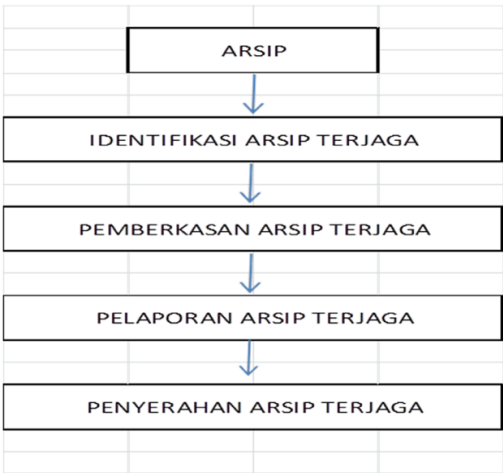 ARSIP
IDENTIFIKASI ARSIP TERJAGA
PEMBERKASAN ARSIP TERJAGA
PELAPORAN ARSIP TERJAGA
PENYERAHAN ARSIP TERJAGA